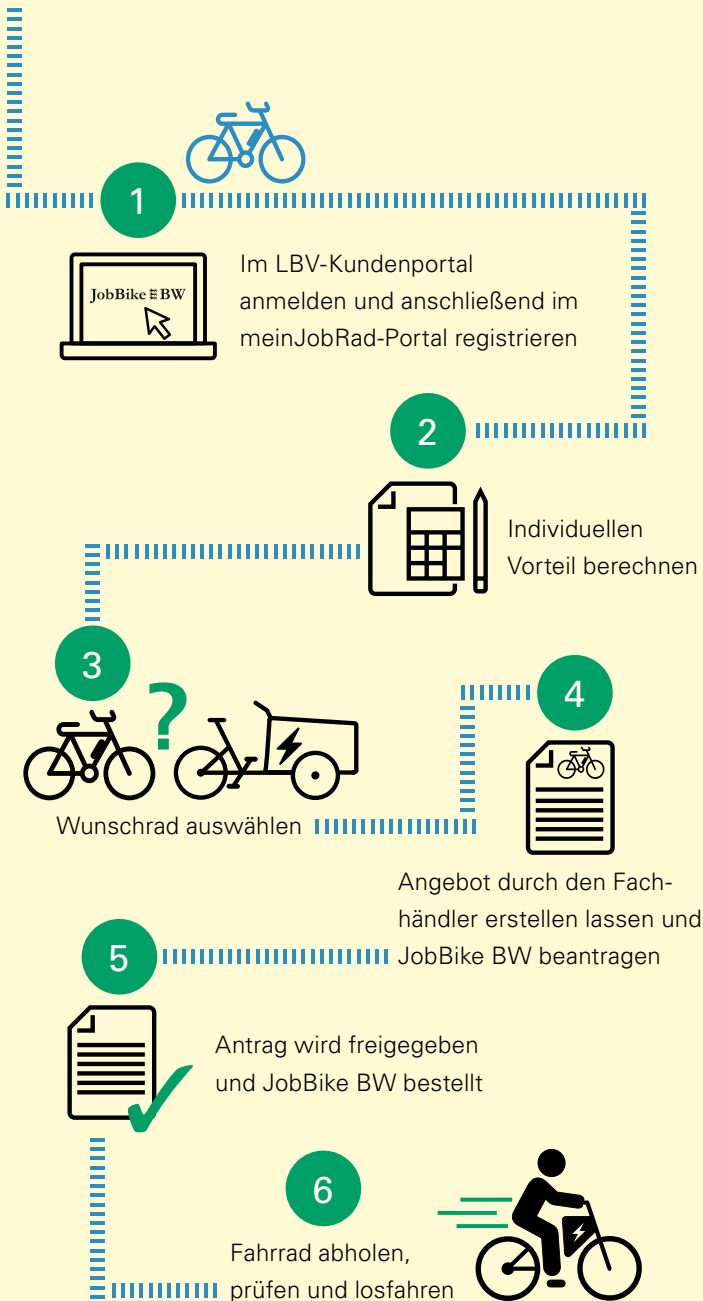 1
JobBike BW
Im LBV-Kundenportal
anmelden und anschließend im
meinJobRad-Portal registrieren
2
Individuellen
Vorteil berechnen
3
?
Wunschrad auswählen
4
Angebot durch den Fach-
händler erstellen lassen und
JobBike BW beantragen
5
Antrag wird freigegeben
und JobBike BW bestellt
6
Fahrrad abholen,
prüfen und losfahren